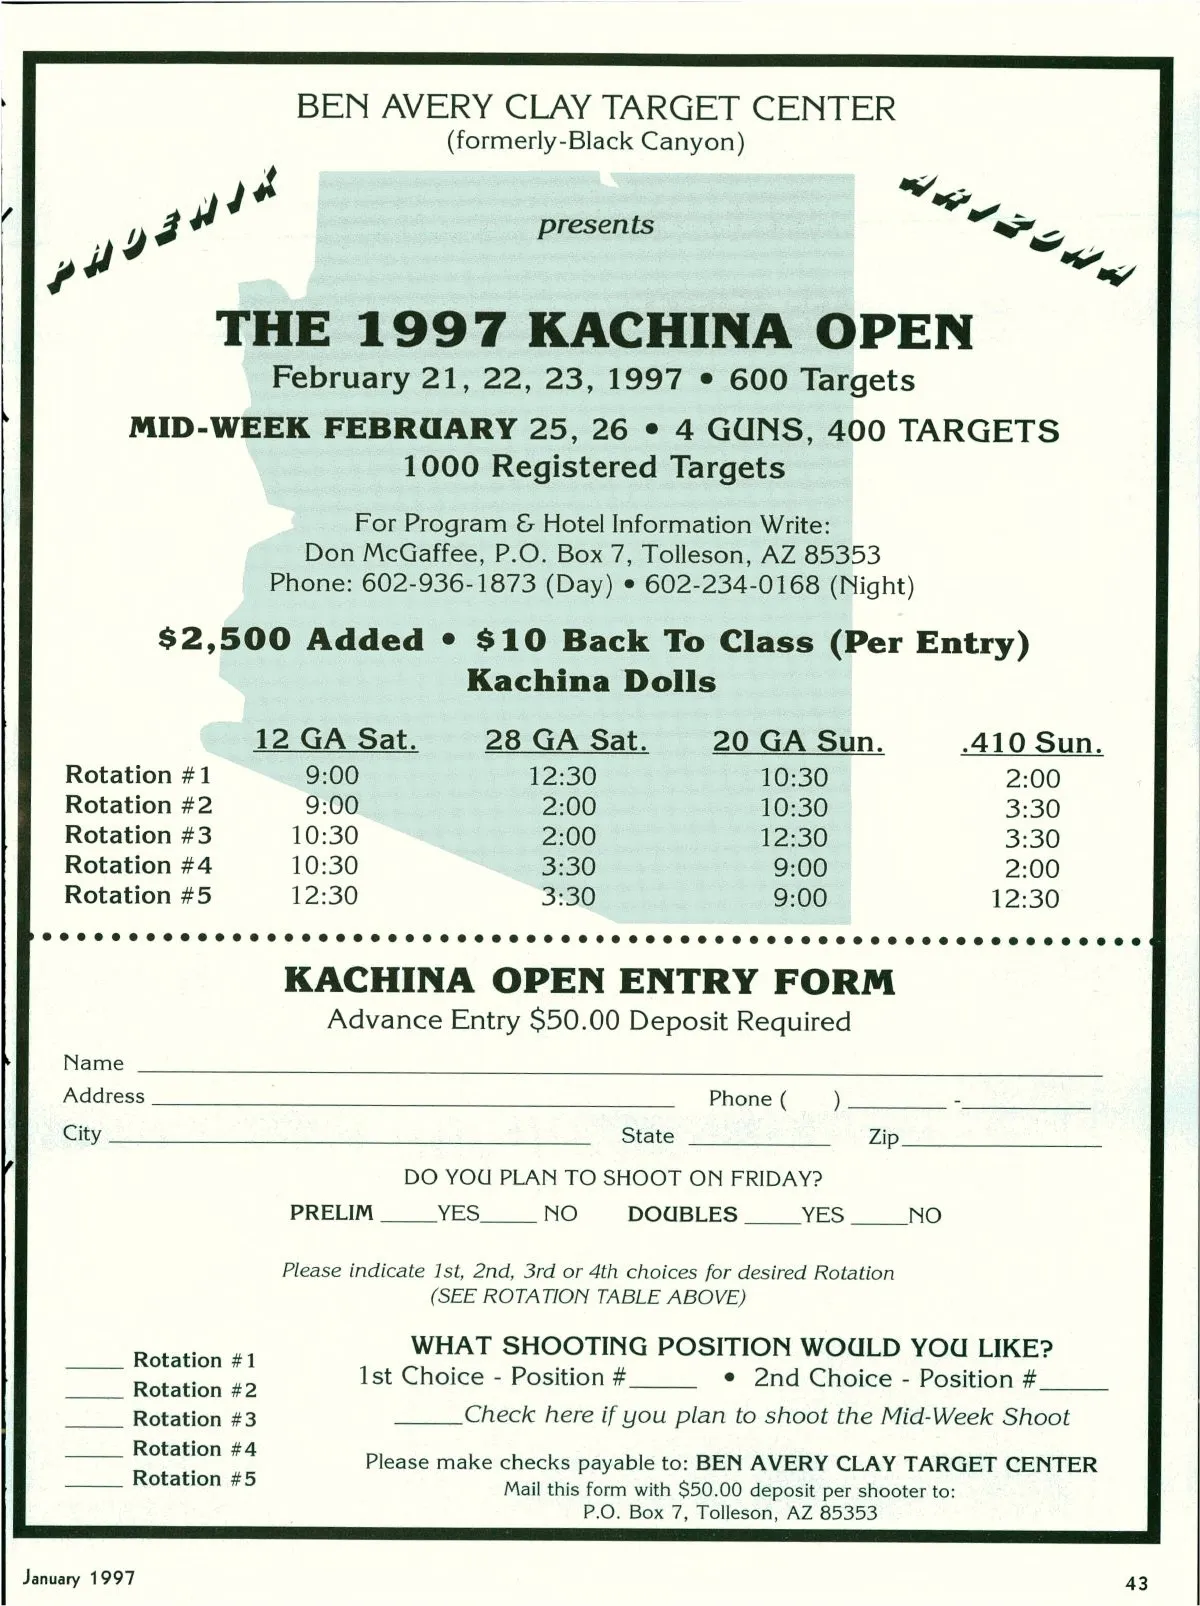 BEN AVERY CLAY TARGET CENTER
(formerly-Black Canyon)
PHOENIX
ARIZONA
presents
THE 1997 KACHINA OPEN
February 21, 22, 23, 1997 • 600 Targets
MID-WEEK FEBRUARY 25, 26 • 4 GUNS, 400 TARGETS
1000 Registered Targets
For Program & Hotel Information Write:
Don McGaffee, P.O. Box 7, Tolleson, AZ 85353
Phone: 602-936-1873 (Day) • 602-234-0168 (Night)
$2,500 Added • $10 Back To Class (Per Entry)
Kachina Dolls
12 GA Sat. 28 GA Sat. 20 GA Sun. .410 Sun.
Rotation #1 9:00 12:30 10:30 2:00
Rotation #2 9:00 2:00 10:30 3:30
Rotation #3 10:30 2:00 12:30 3:30
Rotation #4 10:30 3:30 9:00 2:00
Rotation #5 12:30 3:30 9:00 12:30
KACHINA OPEN ENTRY FORM
Advance Entry $50.00 Deposit Required
Name
Address Phone ( ) -
City State Zip
DO YOU PLAN TO SHOOT ON FRIDAY?
PRELIM YES NO DOUBLES YES NO
Please indicate 1st, 2nd, 3rd or 4th choices for desired Rotation
(SEE ROTATION TABLE ABOVE)
Rotation #1
Rotation #2
Rotation #3
Rotation #4
Rotation #5
WHAT SHOOTING POSITION WOULD YOU LIKE?
1st Choice - Position # • 2nd Choice - Position #
Check here if you plan to shoot the Mid-Week Shoot
Please make checks payable to: BEN AVERY CLAY TARGET CENTER
Mail this form with $50.00 deposit per shooter to:
P.O. Box 7, Tolleson, AZ 85353
January 1997
43